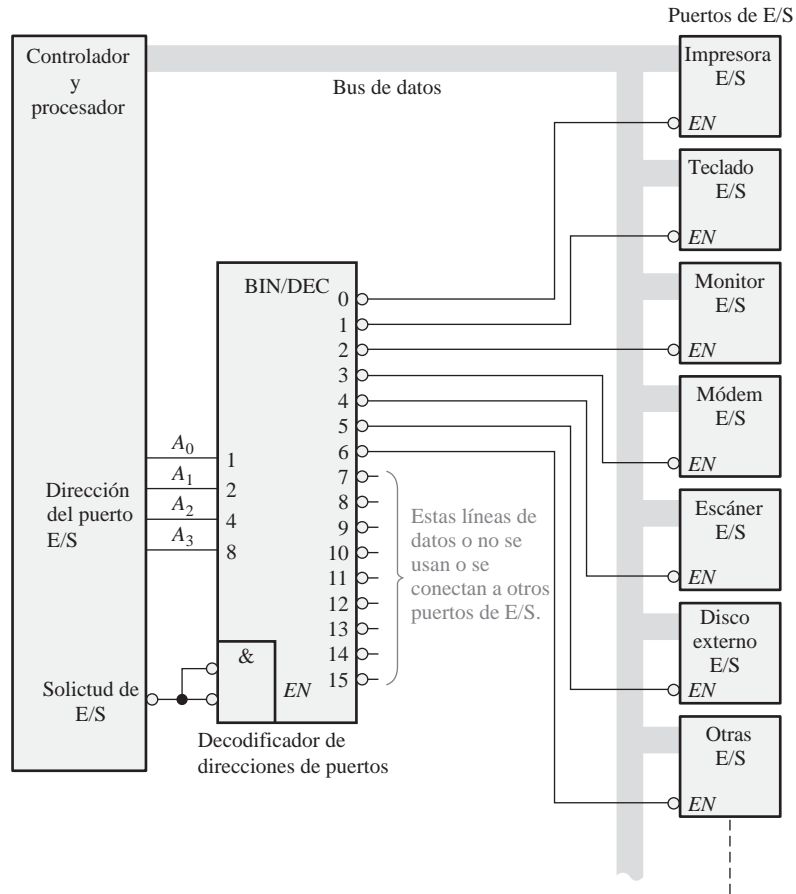 Puertos de E/S
Controlador
y
procesador
Bus de datos
Impresora
E/S
EN
Teclado
E/S
EN
Monitor
E/S
EN
Módem
E/S
EN
Escáner
E/S
EN
Disco
externo
E/S
EN
Otras
E/S
EN
BIN/DEC
0
1
2
3
4
5
6
7
8
9
10
11
12
13
14
15
A0
A1
A2
A3
1
2
4
8
Dirección
del puerto
E/S
Estas líneas de
datos o no se
usan o se
conectan a otros
puertos de E/S.
&
EN
Solictud de
E/S
Decodificador de
direcciones de puertos